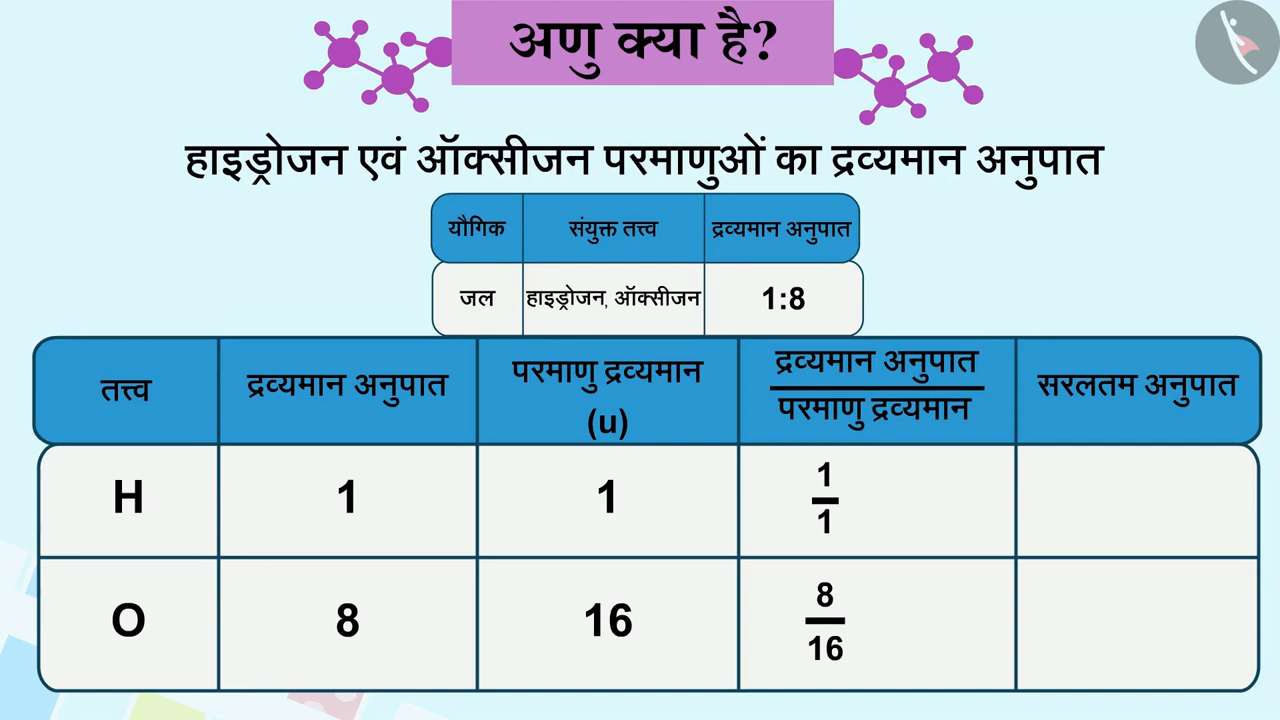 अणु क्या है?
हाइड्रोजन एवं ऑक्सीजन परमाणुओं का द्रव्यमान अनुपात
यौगिक संयुक्त तत्त्व द्रव्यमान अनुपात
जल हाइड्रोजन, ऑक्सीजन 1:8
तत्त्व द्रव्यमान अनुपात परमाणु द्रव्यमान (u) द्रव्यमान अनुपात / परमाणु द्रव्यमान सरलतम अनुपात
H 1 1 1/1
O 8 16 8/16